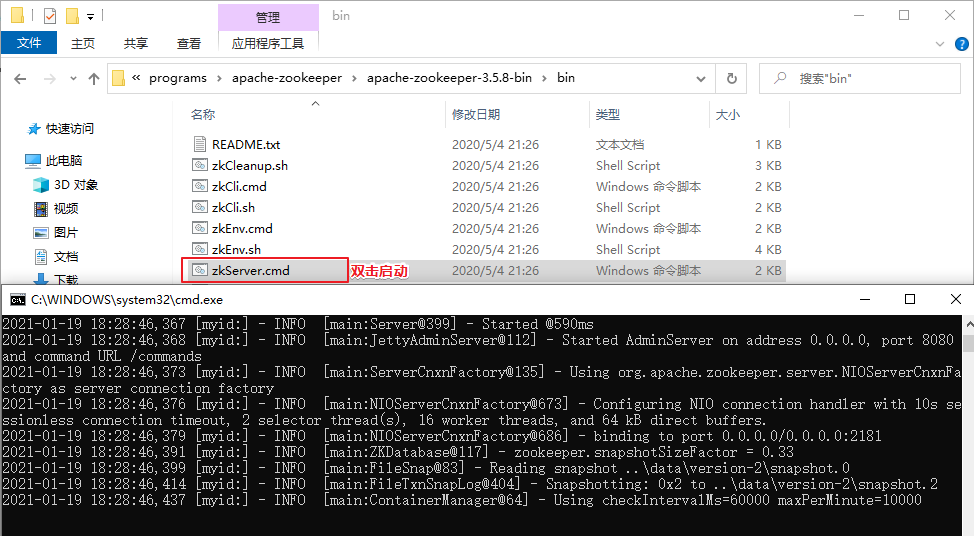 管理
bin
文件
主页
共享
查看
应用程序工具
« programs › apache-zookeeper › apache-zookeeper-3.5.8-bin › bin
搜索"bin"
名称 修改日期 类型 大小
快速访问
此电脑
3D 对象
视频
图片
文档
下载
README.txt 2020/5/4 21:26 文本文档 1 KB
zkCleanup.sh 2020/5/4 21:26 Shell Script 3 KB
zkCli.cmd 2020/5/4 21:26 Windows 命令脚本 2 KB
zkCli.sh 2020/5/4 21:26 Shell Script 2 KB
zkEnv.cmd 2020/5/4 21:26 Windows 命令脚本 2 KB
zkEnv.sh 2020/5/4 21:26 Shell Script 4 KB
zkServer.cmd 双击启动 2020/5/4 21:26 Windows 命令脚本 2 KB
C:\WINDOWS\system32\cmd.exe
2021-01-19 18:28:46,367 [myid:] - INFO  [main:Server@399] - Started @590ms
2021-01-19 18:28:46,368 [myid:] - INFO  [main:JettyAdminServer@112] - Started AdminServer on address 0.0.0.0, port 8080
and command URL /commands
2021-01-19 18:28:46,373 [myid:] - INFO  [main:ServerCnxnFactory@135] - Using org.apache.zookeeper.server.NIOServerCnxnFa
ctory as server connection factory
2021-01-19 18:28:46,376 [myid:] - INFO  [main:NIOServerCnxnFactory@673] - Configuring NIO connection handler with 10s se
ssionless connection timeout, 2 selector thread(s), 16 worker threads, and 64 kB direct buffers.
2021-01-19 18:28:46,379 [myid:] - INFO  [main:NIOServerCnxnFactory@686] - binding to port 0.0.0.0/0.0.0.0:2181
2021-01-19 18:28:46,391 [myid:] - INFO  [main:ZKDatabase@117] - zookeeper.snapshotSizeFactor = 0.33
2021-01-19 18:28:46,399 [myid:] - INFO  [main:FileSnap@83] - Reading snapshot ..\data\version-2\snapshot.0
2021-01-19 18:28:46,414 [myid:] - INFO  [main:FileTxnSnapLog@404] - Snapshotting: 0x2 to ..\data\version-2\snapshot.2
2021-01-19 18:28:46,437 [myid:] - INFO  [main:ContainerManager@64] - Using checkIntervalMs=60000 maxPerMinute=10000